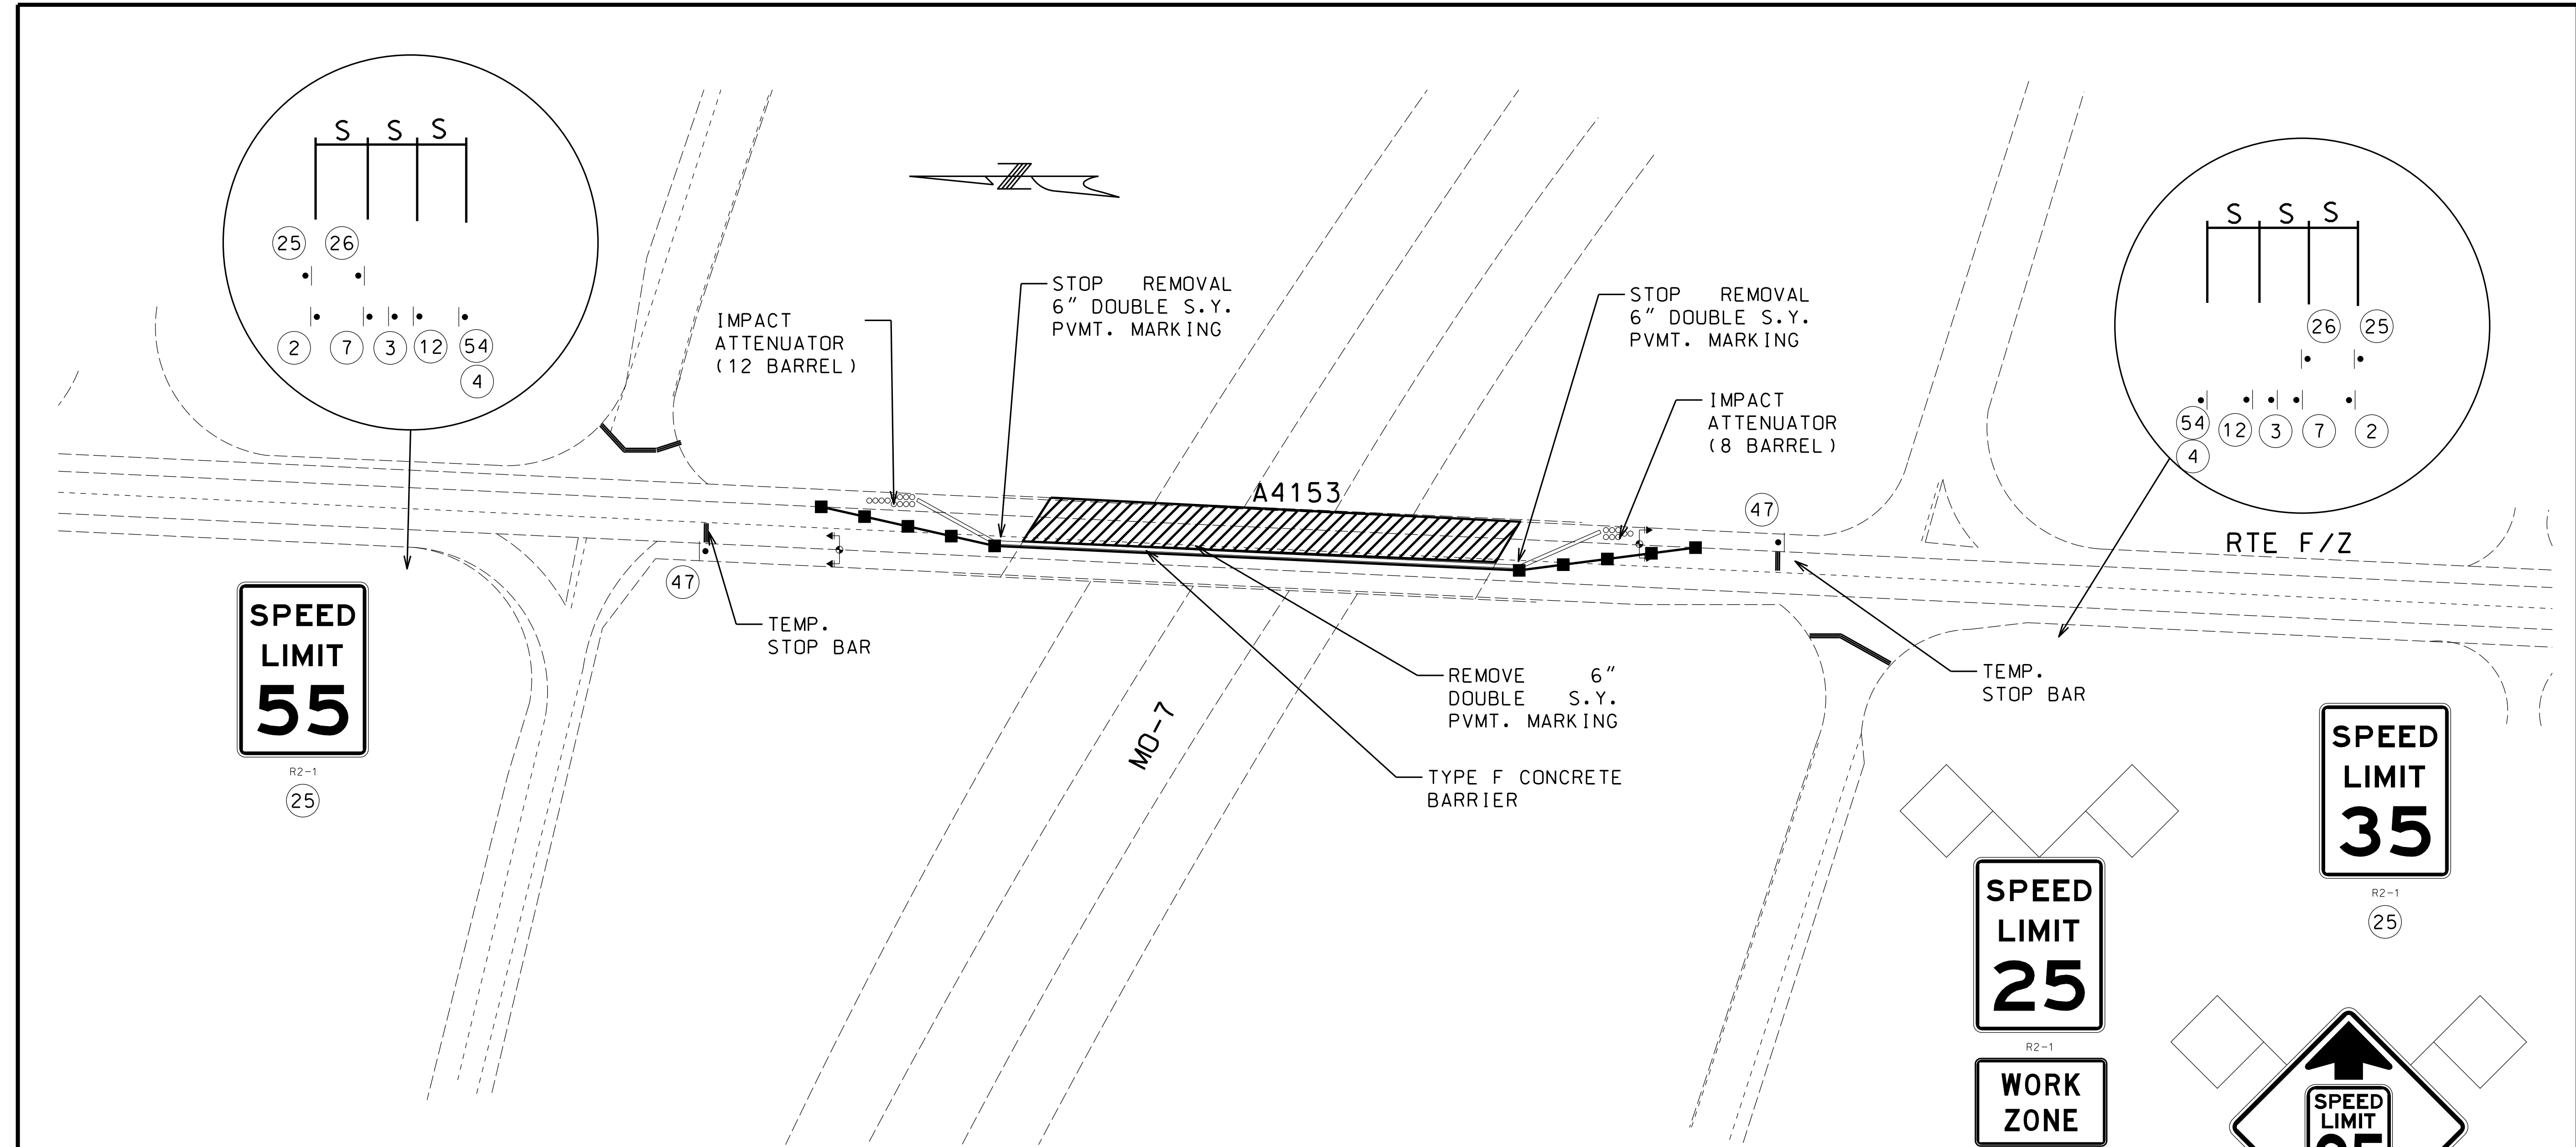 S S S
25 26
2 7 3 12 54
4
IMPACT
ATTENUATOR
(12 BARREL)
STOP REMOVAL
6" DOUBLE S.Y.
PVMT. MARKING
A4153
STOP REMOVAL
6" DOUBLE S.Y.
PVMT. MARKING
IMPACT
ATTENUATOR
(8 BARREL)
S S S
26 25
54 12 3 7 2
4
47
RTE F/Z
47
TEMP.
STOP BAR
SPEED
LIMIT
55
R2-1
25
MO-7
REMOVE 6"
DOUBLE S.Y.
PVMT. MARKING
TYPE F CONCRETE
BARRIER
TEMP.
STOP BAR
SPEED
LIMIT
35
R2-1
25
SPEED
LIMIT
25
R2-1
WORK
ZONE
SPEED
LIMIT